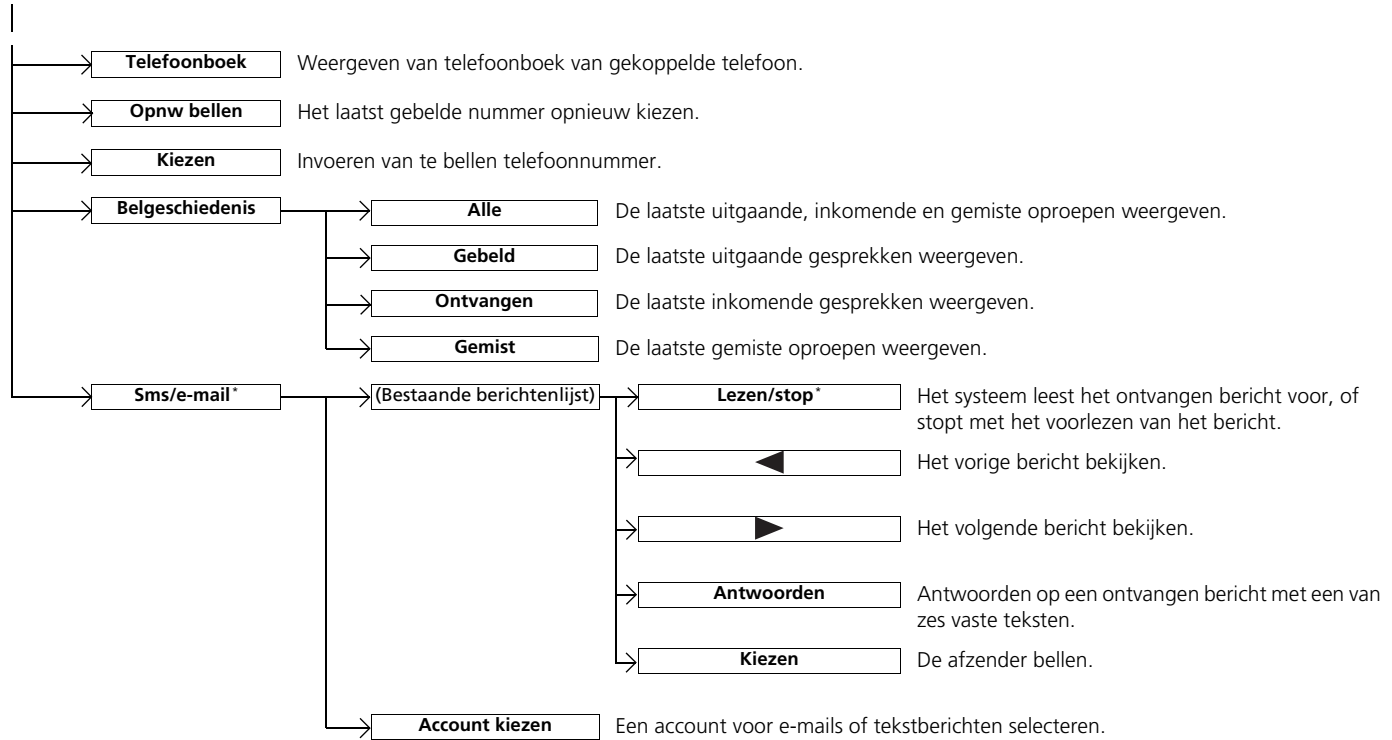 Telefoonboek Weergeven van telefoonboek van gekoppelde telefoon.
Opnw bellen Het laatst gebelde nummer opnieuw kiezen.
Kiezen Invoeren van te bellen telefoonnummer.
Belgeschiedenis Alle De laatste uitgaande, inkomende en gemiste oproepen weergeven.
Gebeld De laatste uitgaande gesprekken weergeven.
Ontvangen De laatste inkomende gesprekken weergeven.
Gemist De laatste gemiste oproepen weergeven.
Sms/e-mail* (Bestaande berichtenlijst) Lezen/stop* Het systeem leest het ontvangen bericht voor, of
stopt met het voorlezen van het bericht.
Het vorige bericht bekijken.
Het volgende bericht bekijken.
Antwoorden Antwoorden op een ontvangen bericht met een van
zes vaste teksten.
Kiezen De afzender bellen.
Account kiezen Een account voor e-mails of tekstberichten selecteren.